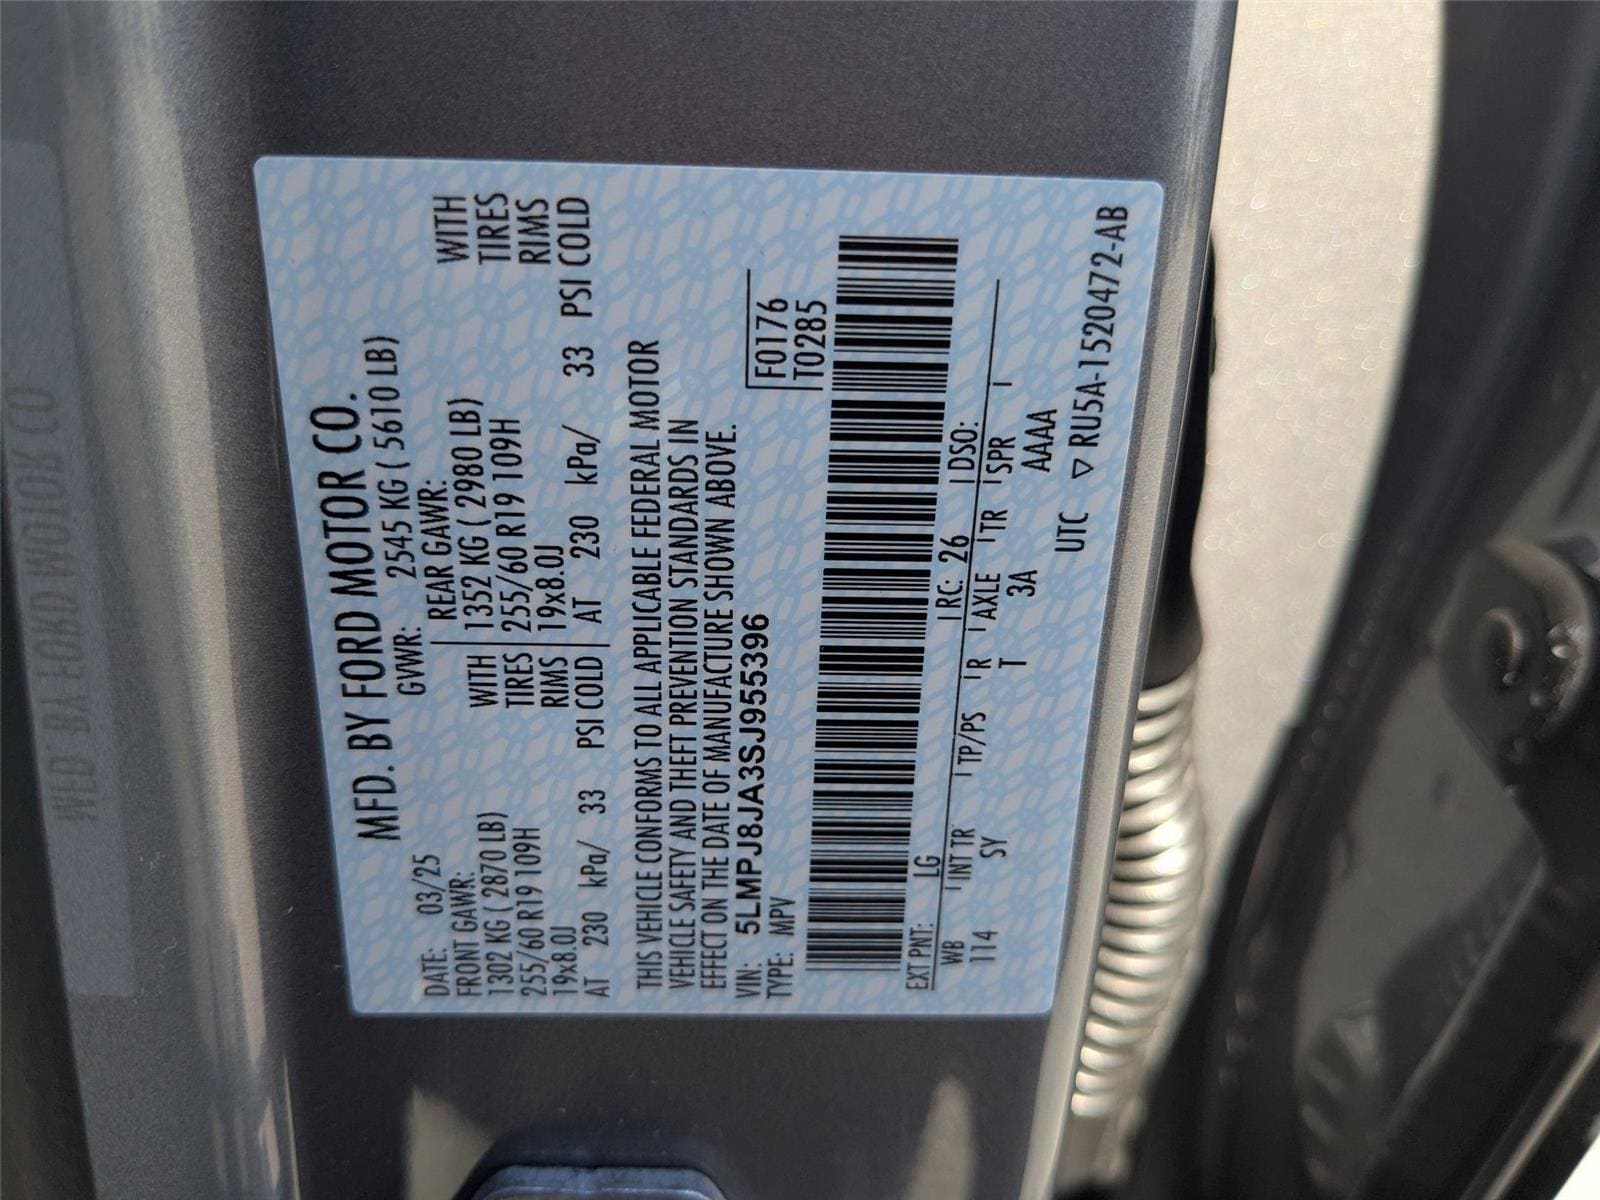 MFD. BY FORD MOTOR CO.
DATE: 03/25 GVWR: 2545 KG ( 5610 LB)
FRONT GAWR: REAR GAWR:
1302 KG ( 2870 LB) WITH 1352 KG ( 2980 LB) WITH
255/60 R19 109H TIRES 255/60 R19 109H TIRES
19x8.0J RIMS 19x8.0J RIMS
AT 230 kPa/ 33 PSI COLD AT 230 kPa/ 33 PSI COLD
THIS VEHICLE CONFORMS TO ALL APPLICABLE FEDERAL MOTOR
VEHICLE SAFETY AND THEFT PREVENTION STANDARDS IN
EFFECT ON THE DATE OF MANUFACTURE SHOWN ABOVE.
VIN: 5LMPJ8JA3SJ955396 F0176
TYPE: MPV T0285
EXT PNT: LG RC: 26 DSO:
WB INT TR TP/PS R AXLE TR SPR
114 SY T 3A AAAA
UTC ▽ RU5A-1520472-AB